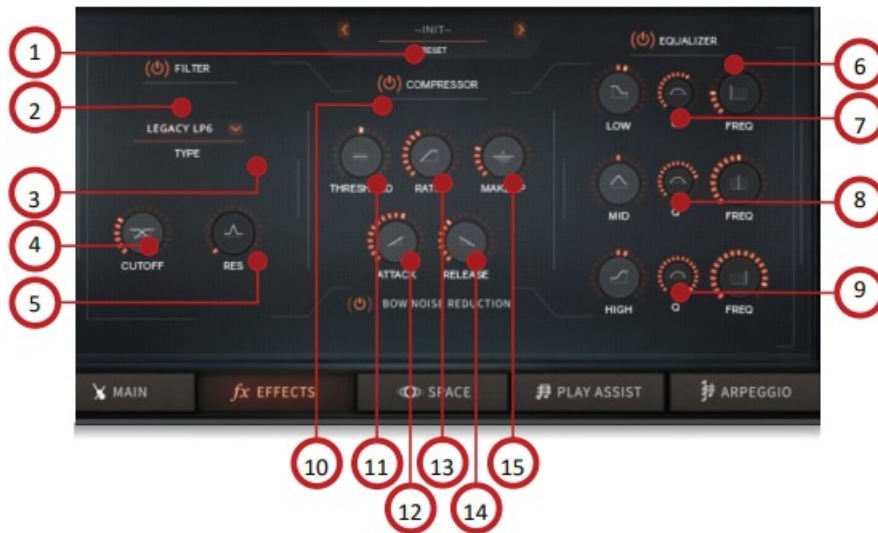 --INIT--
PRESET
FILTER
LEGACY LP6
TYPE
CUTOFF
RES
COMPRESSOR
THRESHOLD
RATIO
MAKEUP
ATTACK
RELEASE
BOW NOISE REDUCTION
EQUALIZER
LOW
Q
FREQ
MID
Q
FREQ
HIGH
Q
FREQ
MAIN
fx EFFECTS
SPACE
PLAY ASSIST
ARPEGGIO
1
2
3
4
5
6
7
8
9
10
11
12
13
14
15